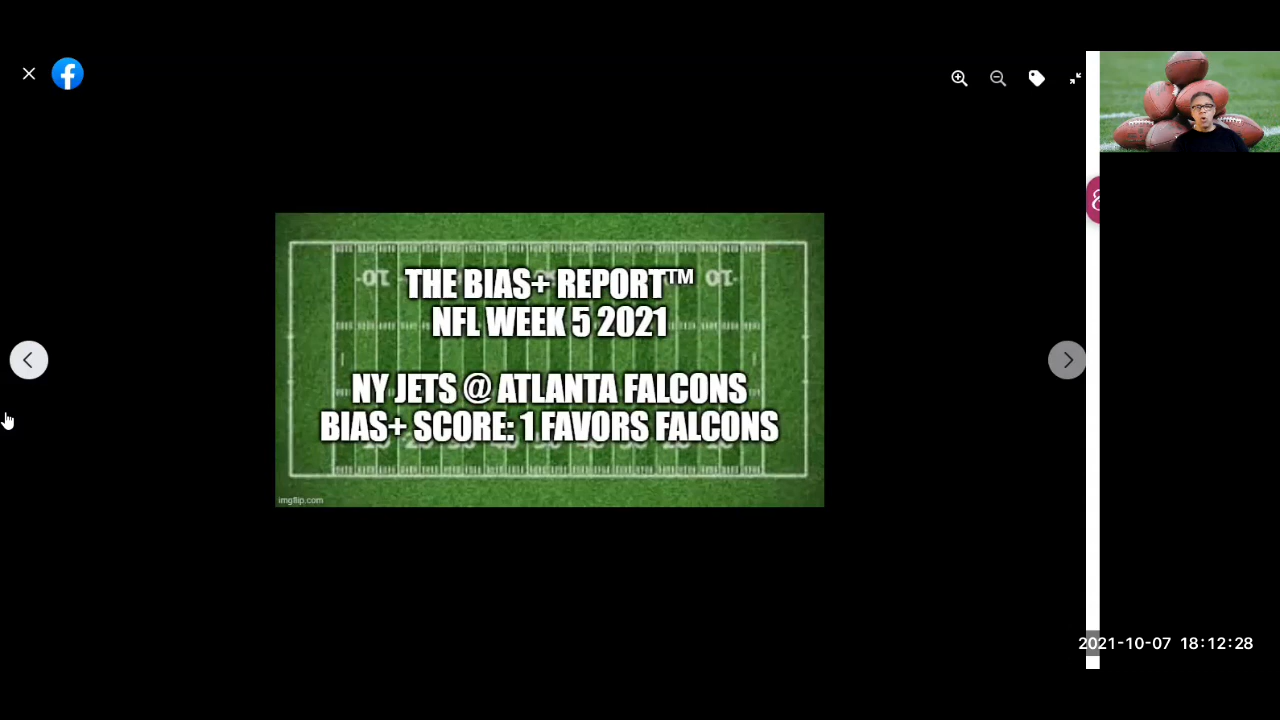 THE BIAS+ REPORT™
NFL WEEK 5 2021
NY JETS @ ATLANTA FALCONS
BIAS+ SCORE: 1 FAVORS FALCONS
imgflip.com
2021-10-07 18:12:28